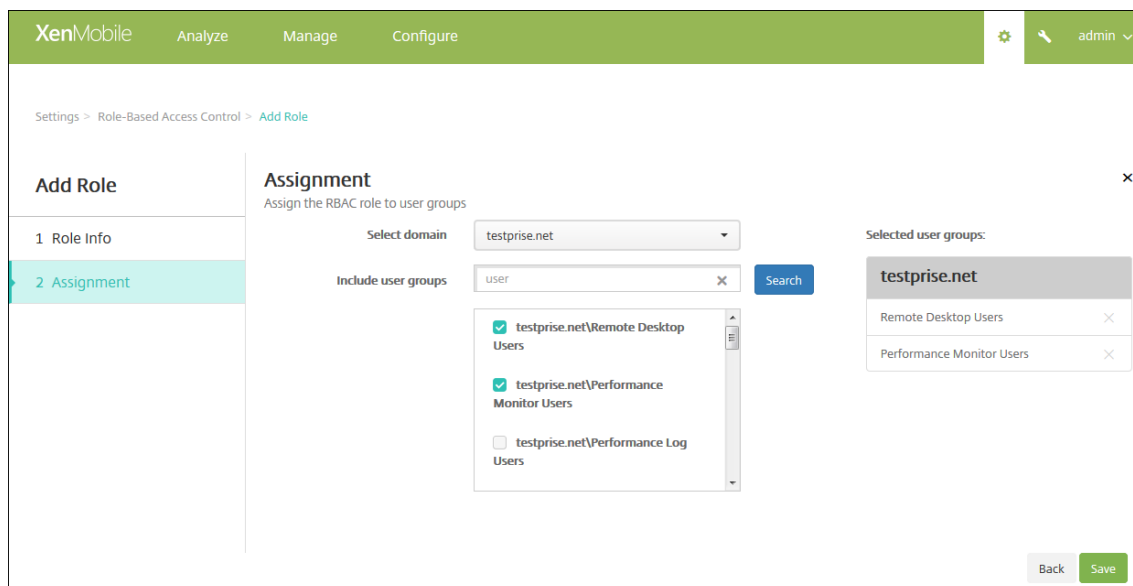 XenMobile Analyze Manage Configure admin
Settings > Role-Based Access Control > Add Role
Add Role
1 Role Info
2 Assignment
Assignment
Assign the RBAC role to user groups
Select domain testprise.net
Include user groups user Search
testprise.net\Remote Desktop
Users
testprise.net\Performance
Monitor Users
testprise.net\Performance Log
Users
Selected user groups:
testprise.net
Remote Desktop Users
Performance Monitor Users
Back Save